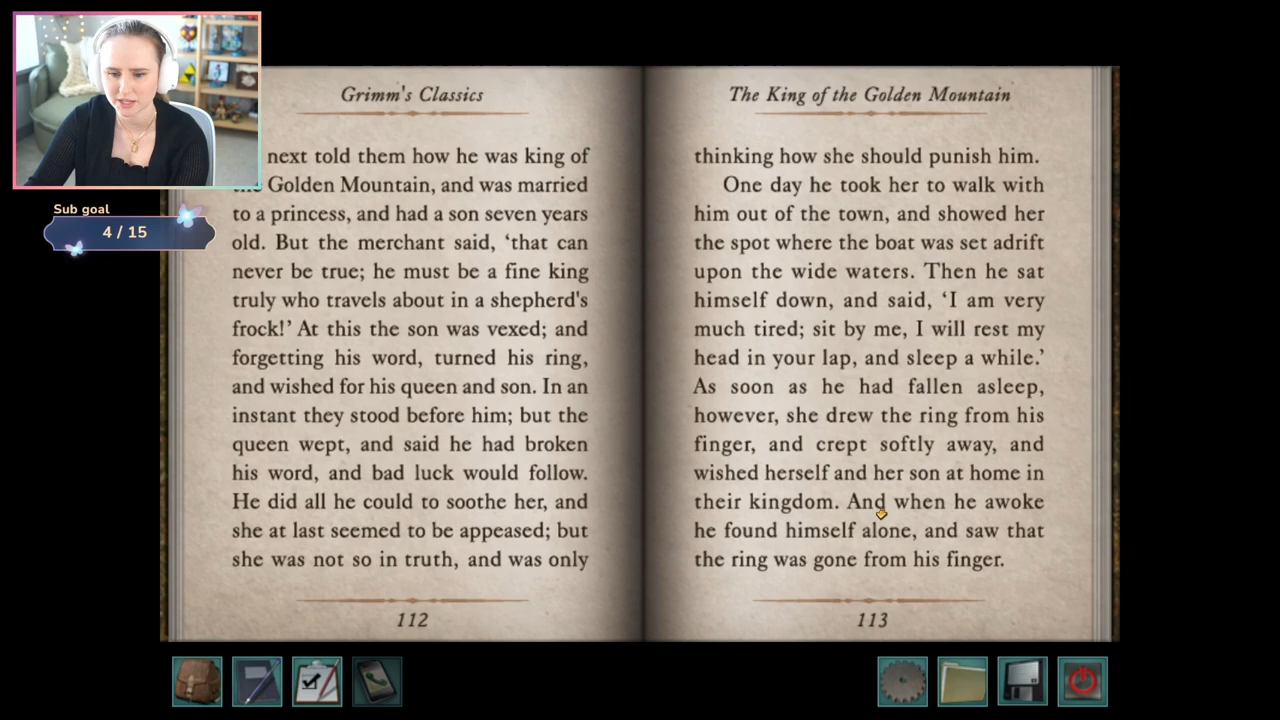 Sub goal
4 / 15
Grimm's Classics
next told them how he was king of
the Golden Mountain, and was married
to a princess, and had a son seven years
old. But the merchant said, ‘that can
never be true; he must be a fine king
truly who travels about in a shepherd's
frock!’ At this the son was vexed; and
forgetting his word, turned his ring,
and wished for his queen and son. In an
instant they stood before him; but the
queen wept, and said he had broken
his word, and bad luck would follow.
He did all he could to soothe her, and
she at last seemed to be appeased; but
she was not so in truth, and was only
112
The King of the Golden Mountain
thinking how she should punish him.
One day he took her to walk with
him out of the town, and showed her
the spot where the boat was set adrift
upon the wide waters. Then he sat
himself down, and said, ‘I am very
much tired; sit by me, I will rest my
head in your lap, and sleep a while.’
As soon as he had fallen asleep,
however, she drew the ring from his
finger, and crept softly away, and
wished herself and her son at home in
their kingdom. And when he awoke
he found himself alone, and saw that
the ring was gone from his finger.
113